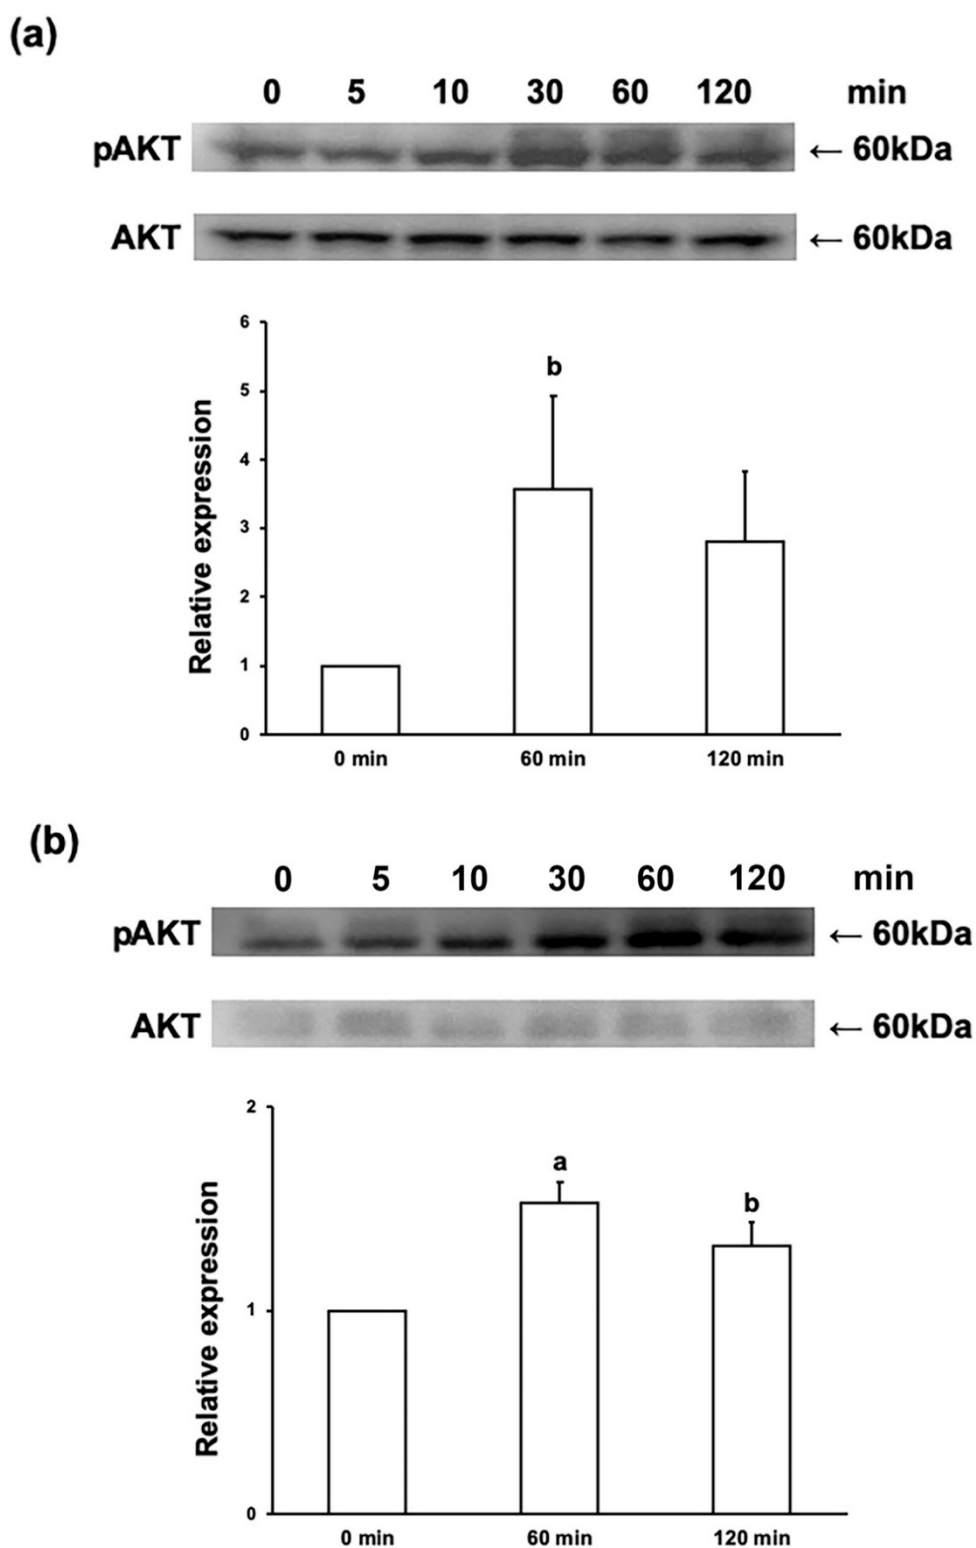 (a)
0 5 10 30 60 120 min
pAKT ← 60kDa
AKT ← 60kDa
6
5
4
3
2
1
0
Relative expression
b
0 min 60 min 120 min
(b)
0 5 10 30 60 120 min
pAKT ← 60kDa
AKT ← 60kDa
2
1
0
Relative expression
a
b
0 min 60 min 120 min